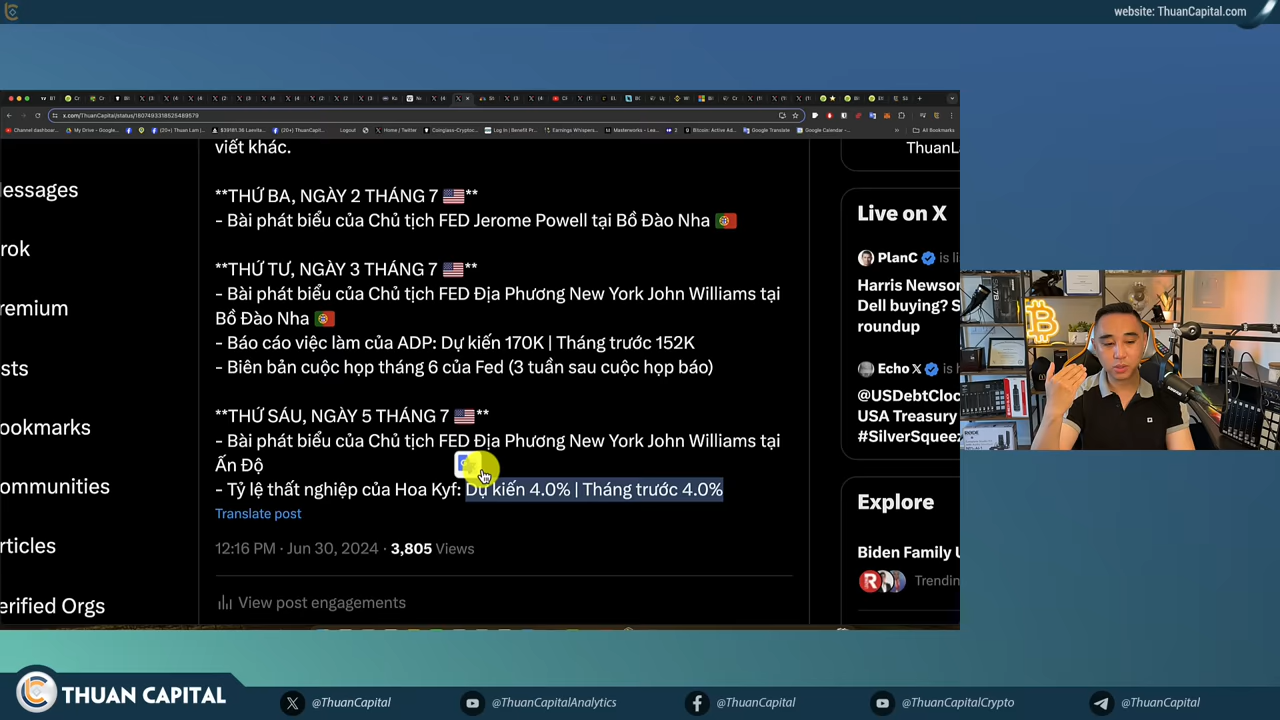 website: ThuanCapital.com
x.com/ThuanCapital/status/1807493318525489579
viết khác.
**THỨ BA, NGÀY 2 THÁNG 7 🇺🇸**
- Bài phát biểu của Chủ tịch FED Jerome Powell tại Bồ Đào Nha 🇵🇹
**THỨ TƯ, NGÀY 3 THÁNG 7 🇺🇸**
- Bài phát biểu của Chủ tịch FED Địa Phương New York John Williams tại
Bồ Đào Nha 🇵🇹
- Báo cáo việc làm của ADP: Dự kiến 170K | Tháng trước 152K
- Biên bản cuộc họp tháng 6 của Fed (3 tuần sau cuộc họp báo)
**THỨ SÁU, NGÀY 5 THÁNG 7 🇺🇸**
- Bài phát biểu của Chủ tịch FED Địa Phương New York John Williams tại
Ấn Độ
- Tỷ lệ thất nghiệp của Hoa Kyf: Dự kiến 4.0% | Tháng trước 4.0%
Translate post
12:16 PM · Jun 30, 2024 · 3,805 Views
View post engagements
essages
rok
remium
sts
ookmarks
ommunities
rticles
erified Orgs
ThuanL
Live on X
PlanC is li
Harris Newsor
Dell buying? S
roundup
Echo X is
@USDebtCloc
USA Treasury
#SilverSqueez
Explore
Biden Family U
Trending
THUAN CAPITAL
@ThuanCapital
@ThuanCapitalAnalytics
@ThuanCapital
@ThuanCapitalCrypto
@ThuanCapital